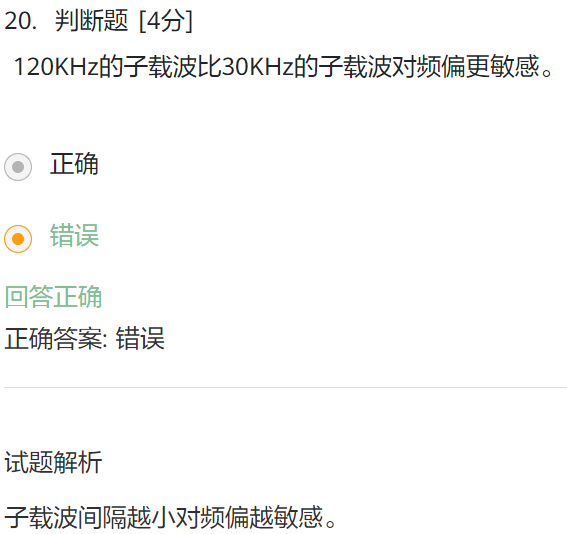 20. 判断题 [4分]
120KHz的子载波比30KHz的子载波对频偏更敏感。
正确
错误
回答正确
正确答案: 错误
试题解析
子载波间隔越小对频偏越敏感。